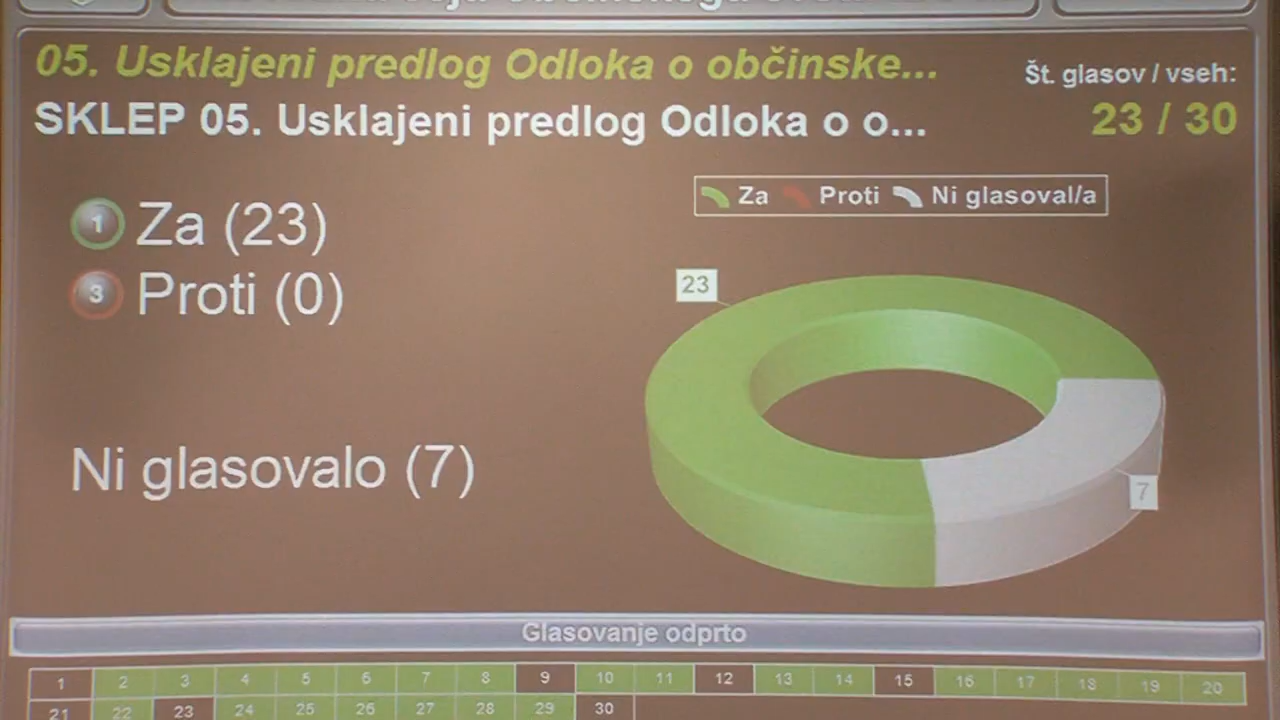 05. Usklajeni predlog Odloka o občinske...
Št. glasov / vseh:
SKLEP 05. Usklajeni predlog Odloka o o...
23 / 30
Za Proti Ni glasoval/a
1 Za (23)
3 Proti (0)
23
Ni glasovalo (7)
7
Glasovanje odprto
1 2 3 4 5 6 7 8 9 10 11 12 13 14 15 16 17 18 19 20
21 22 23 24 25 26 27 28 29 30